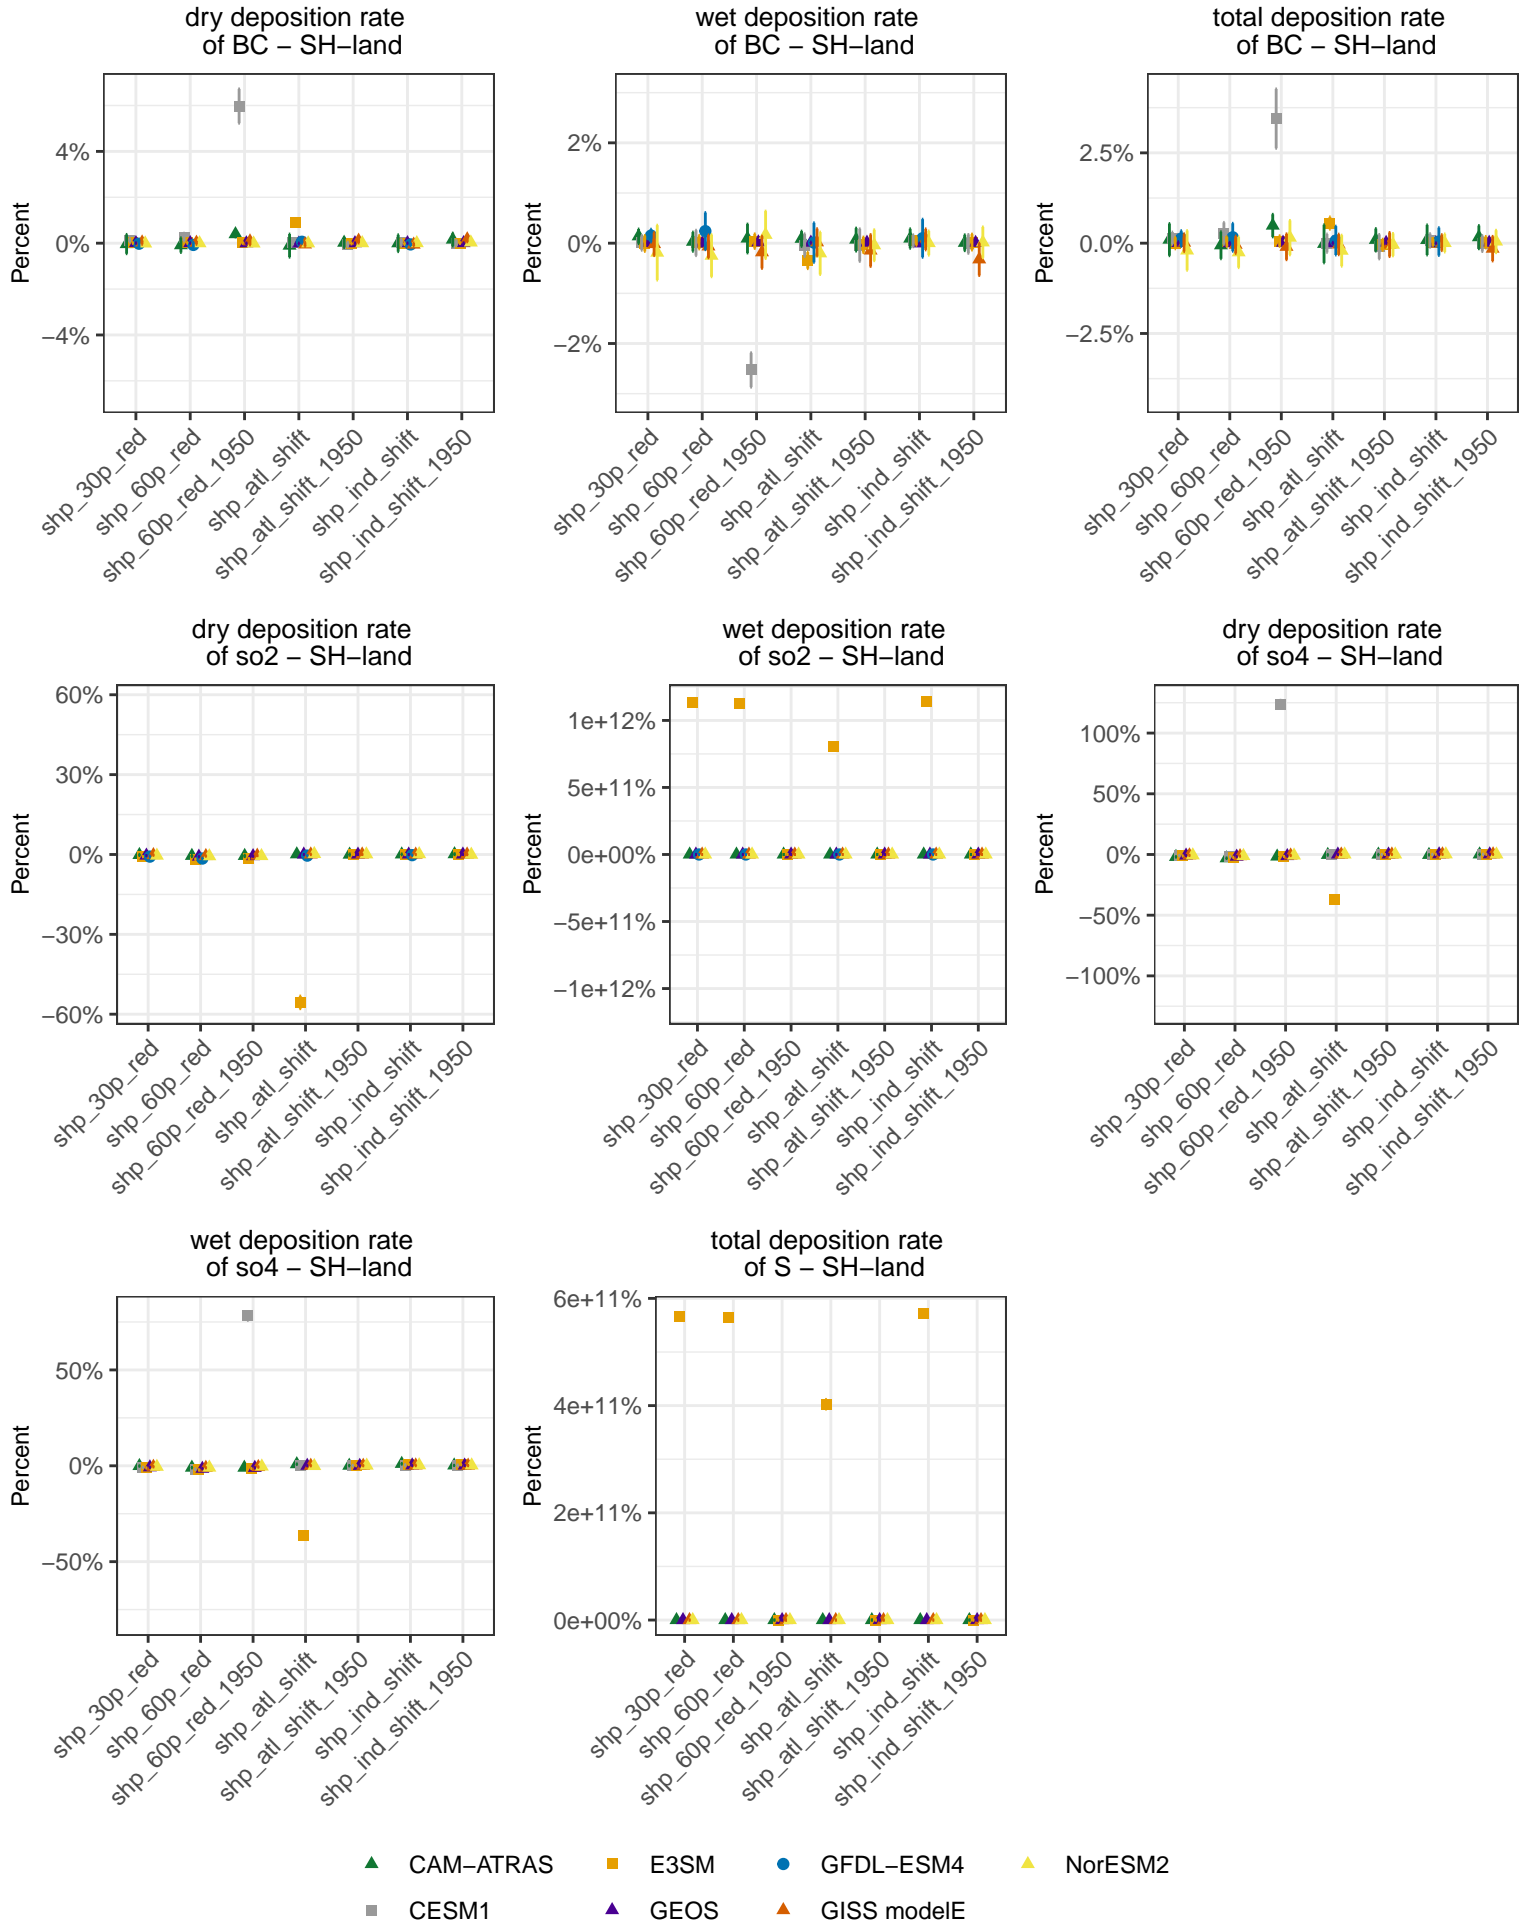 dry deposition rate
of BC − SH−land
wet deposition rate
of BC − SH−land
total deposition rate
of BC − SH−land
Percent
4%
0%
−4%
shp_30p_red
shp_60p_red
shp_60p_red_1950
shp_atl_shift
shp_atl_shift_1950
shp_ind_shift
shp_ind_shift_1950
Percent
2%
0%
−2%
shp_30p_red
shp_60p_red
shp_60p_red_1950
shp_atl_shift
shp_atl_shift_1950
shp_ind_shift
shp_ind_shift_1950
Percent
2.5%
0.0%
−2.5%
shp_30p_red
shp_60p_red
shp_60p_red_1950
shp_atl_shift
shp_atl_shift_1950
shp_ind_shift
shp_ind_shift_1950
dry deposition rate
of so2 − SH−land
wet deposition rate
of so2 − SH−land
dry deposition rate
of so4 − SH−land
Percent
60%
30%
0%
−30%
−60%
shp_30p_red
shp_60p_red
shp_60p_red_1950
shp_atl_shift
shp_atl_shift_1950
shp_ind_shift
shp_ind_shift_1950
Percent
1e+12%
5e+11%
0e+00%
−5e+11%
−1e+12%
shp_30p_red
shp_60p_red
shp_60p_red_1950
shp_atl_shift
shp_atl_shift_1950
shp_ind_shift
shp_ind_shift_1950
Percent
100%
50%
0%
−50%
−100%
shp_30p_red
shp_60p_red
shp_60p_red_1950
shp_atl_shift
shp_atl_shift_1950
shp_ind_shift
shp_ind_shift_1950
wet deposition rate
of so4 − SH−land
total deposition rate
of S − SH−land
Percent
50%
0%
−50%
shp_30p_red
shp_60p_red
shp_60p_red_1950
shp_atl_shift
shp_atl_shift_1950
shp_ind_shift
shp_ind_shift_1950
Percent
6e+11%
4e+11%
2e+11%
0e+00%
shp_30p_red
shp_60p_red
shp_60p_red_1950
shp_atl_shift
shp_atl_shift_1950
shp_ind_shift
shp_ind_shift_1950
CAM−ATRAS
E3SM
GFDL−ESM4
NorESM2
CESM1
GEOS
GISS modelE